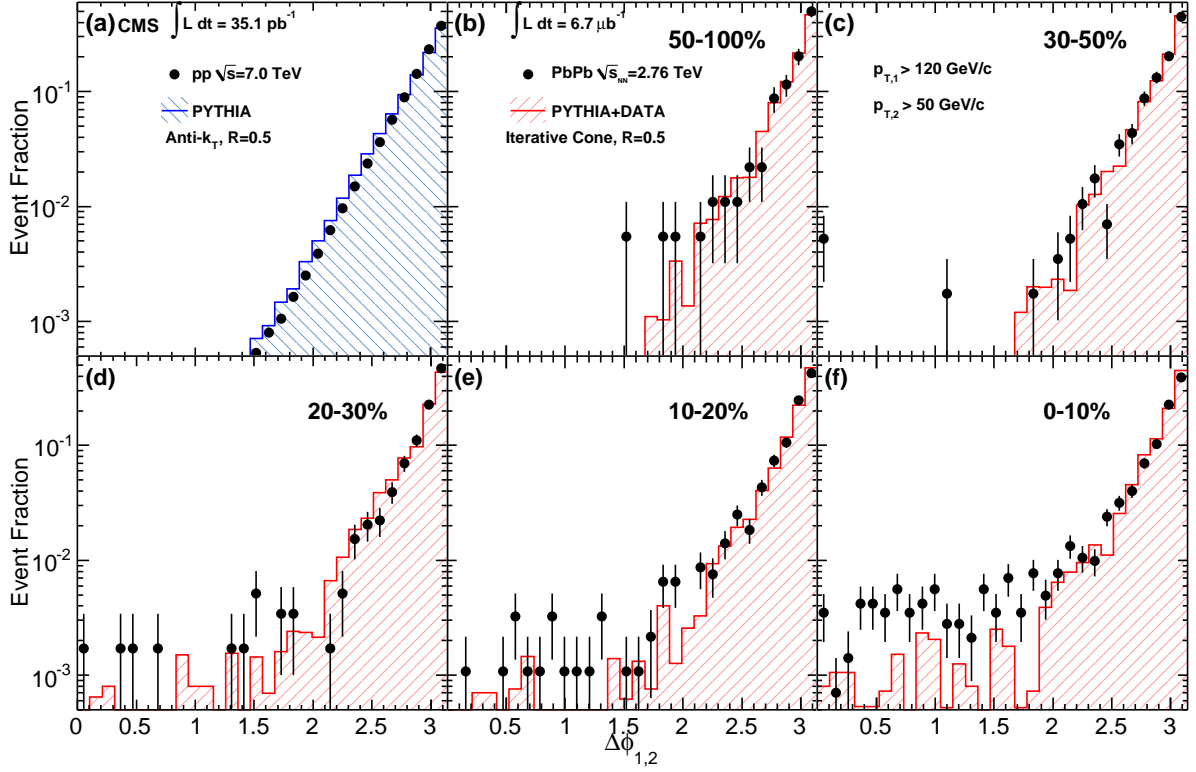 (a) CMS ∫ L dt = 35.1 pb⁻¹
pp √s=7.0 TeV
PYTHIA
Anti-k_T, R=0.5
(b) ∫ L dt = 6.7 μb⁻¹
50-100%
PbPb √s_NN=2.76 TeV
PYTHIA+DATA
Iterative Cone, R=0.5
(c)
30-50%
p_T,1 > 120 GeV/c
p_T,2 > 50 GeV/c
Event Fraction
10⁻¹
10⁻²
10⁻³
(d)
20-30%
(e)
10-20%
(f)
0-10%
Event Fraction
10⁻¹
10⁻²
10⁻³
0 0.5 1 1.5 2 2.5 3
0.5 1 1.5 2 2.5 3
0.5 1 1.5 2 2.5 3
Δϕ_1,2